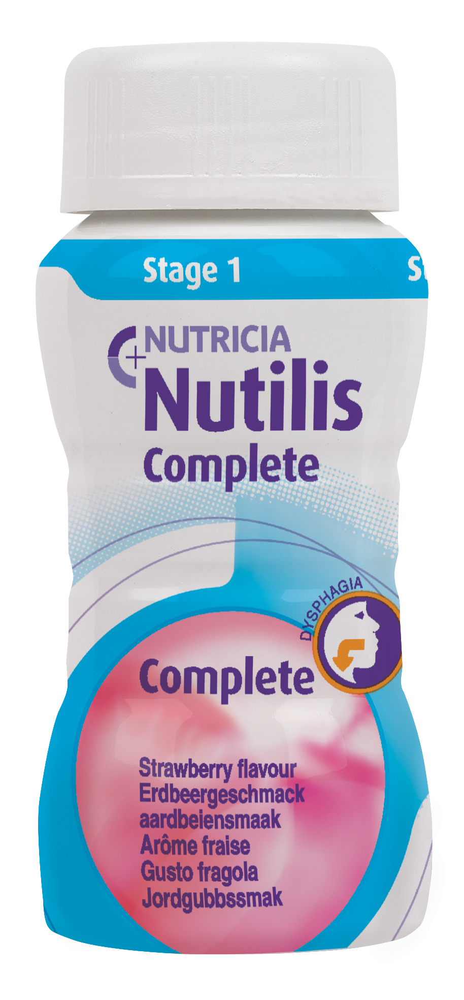 Stage 1
NUTRICIA
Nutilis
Complete
DYSPHAGIA
Complete
Strawberry flavour
Erdbeergeschmack
aardbeiensmaak
Arôme fraise
Gusto fragola
Jordgubbssmak